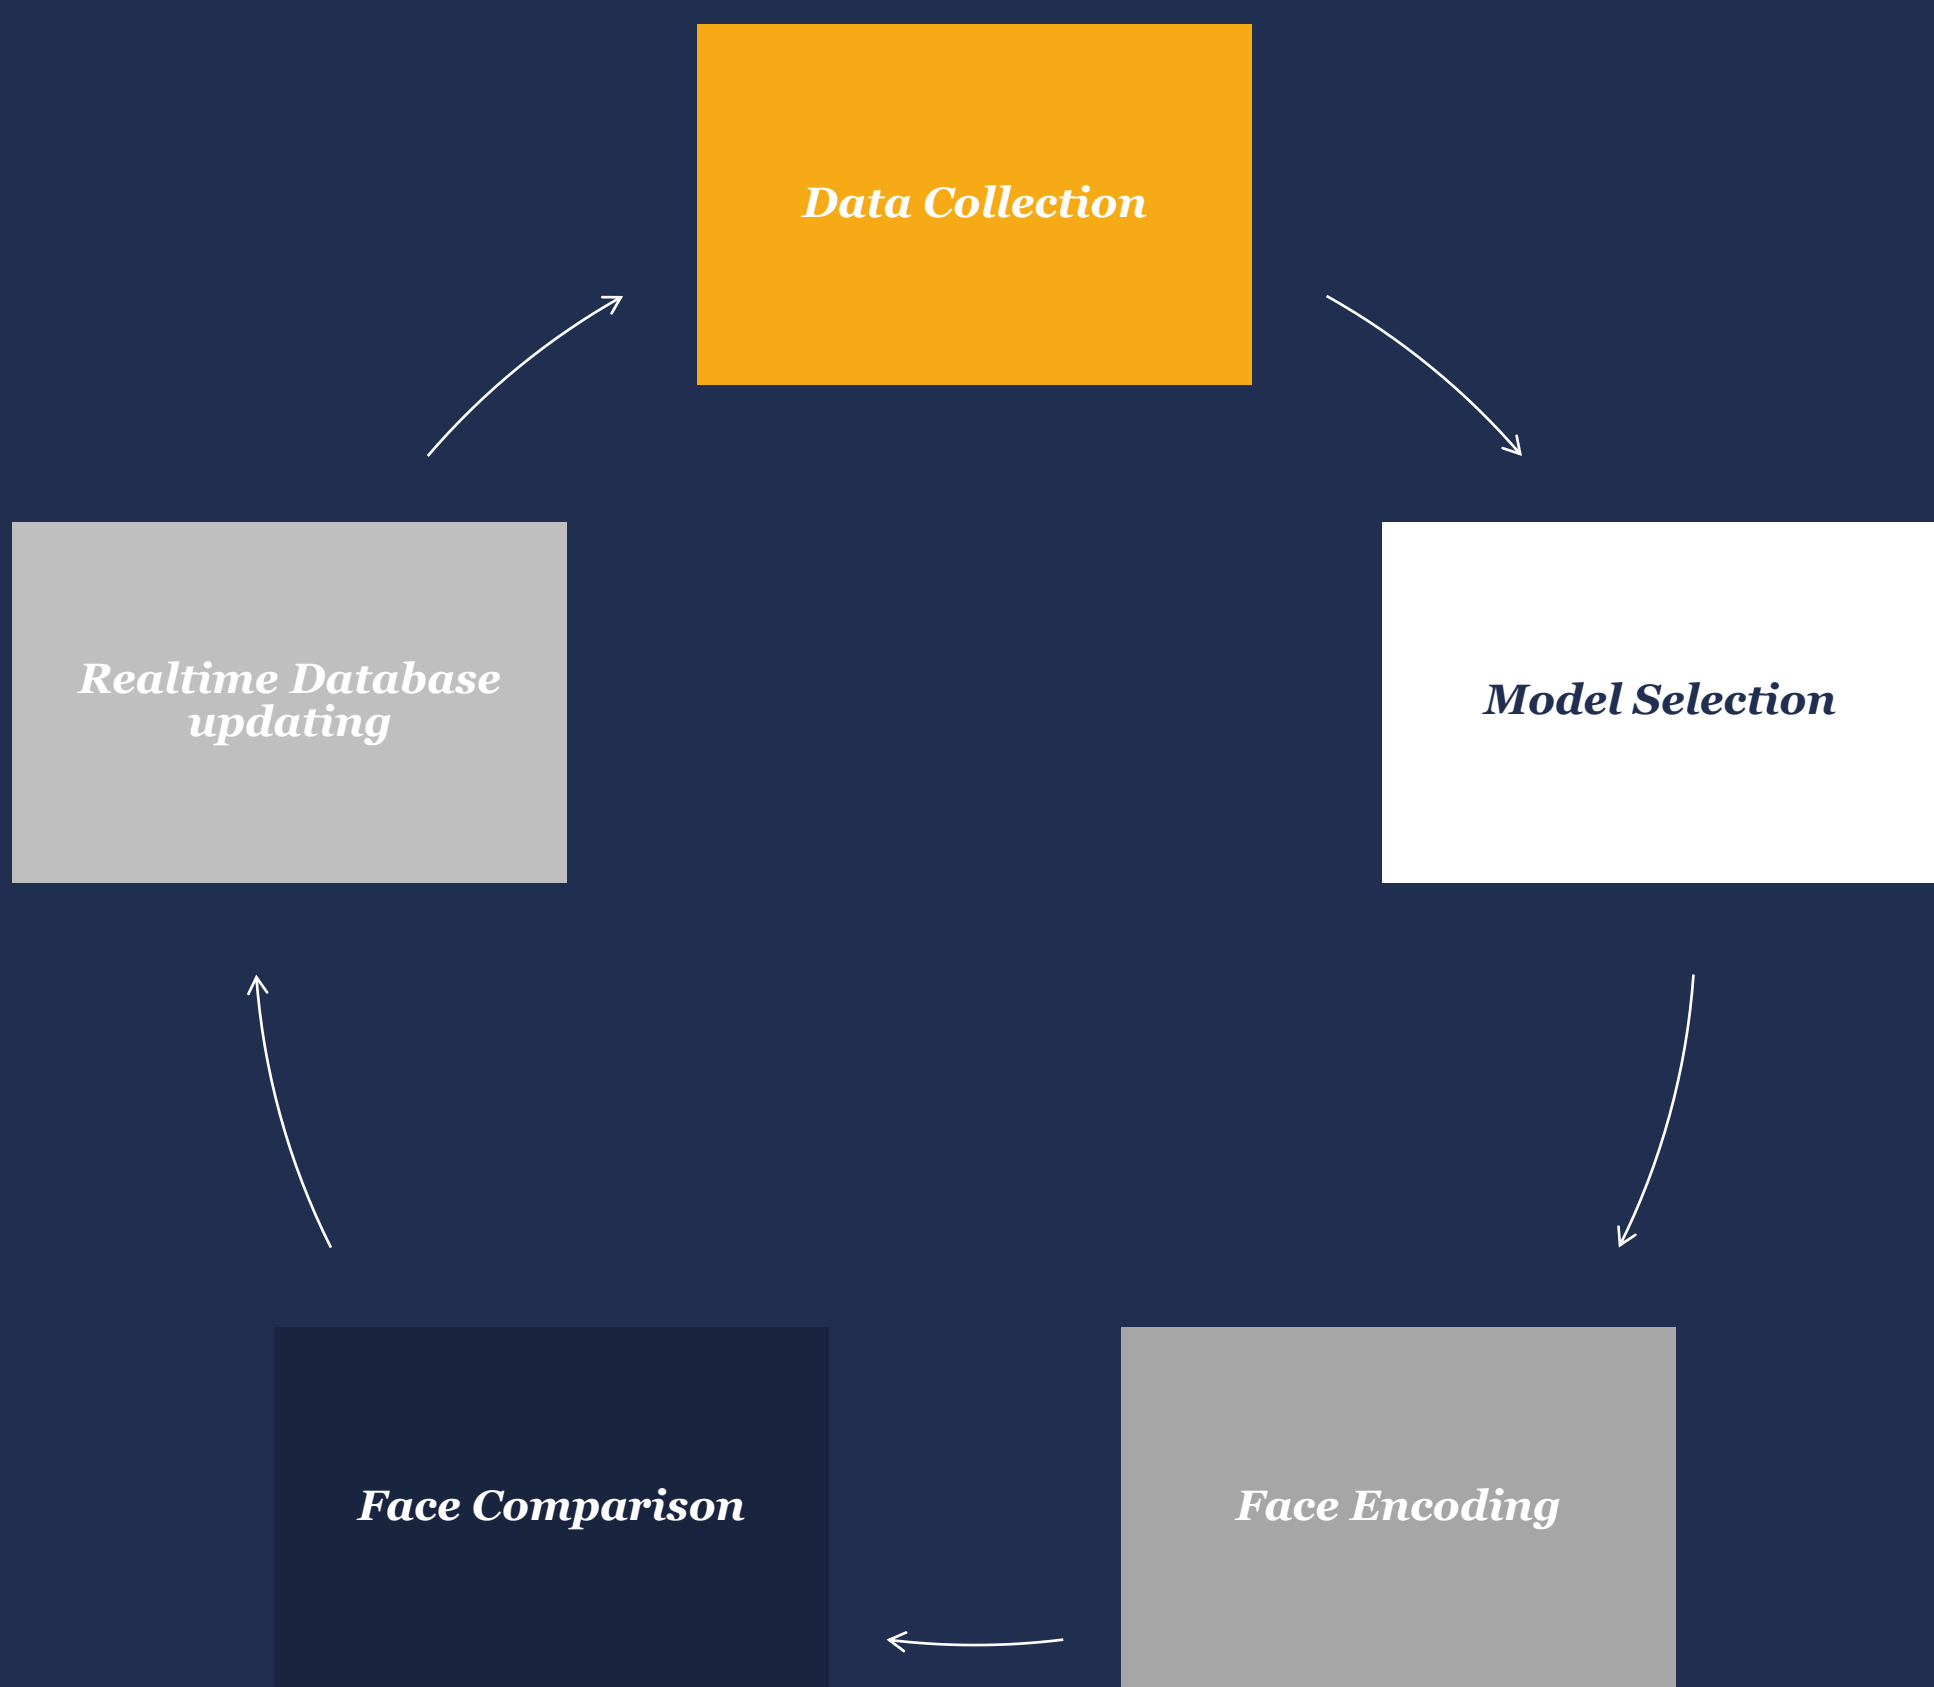 Data Collection
Model Selection
Face Encoding
Face Comparison
Realtime Database
updating